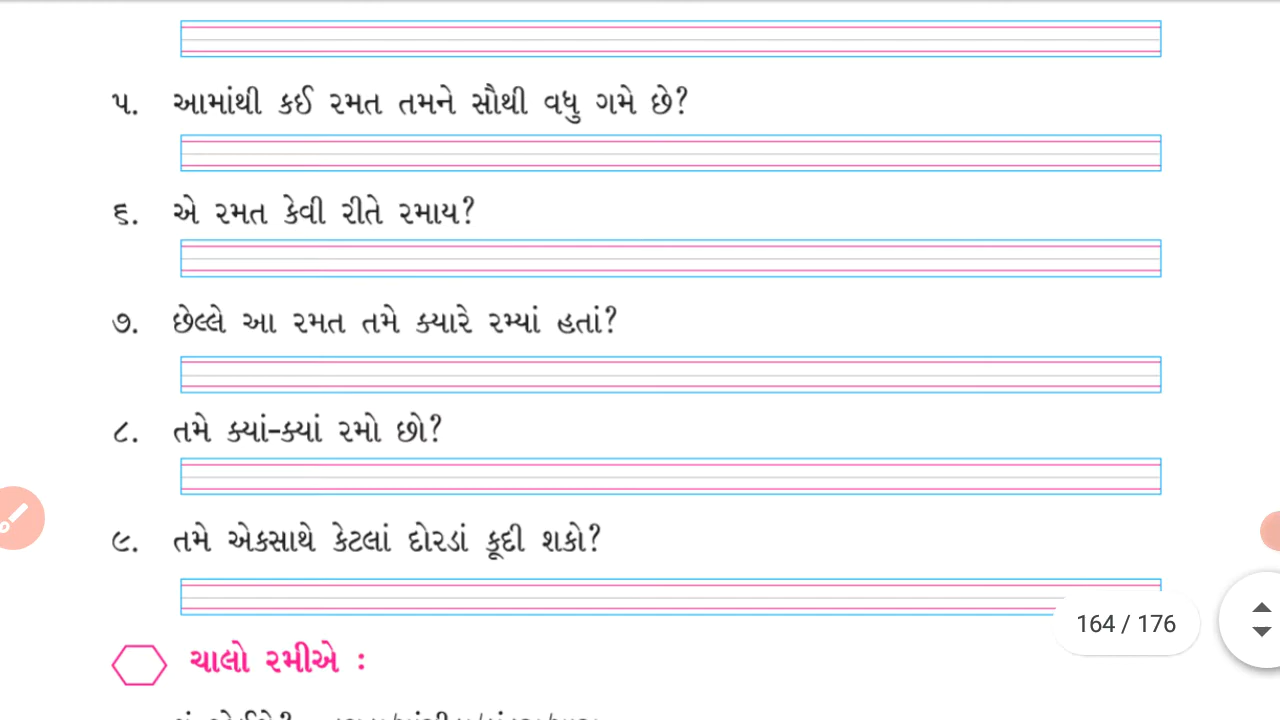 ૫. આમાંથી કઈ રમત તમને સૌથી વધુ ગમે છે?
૬. એ રમત કેવી રીતે રમાય?
૭. છેલ્લે આ રમત તમે ક્યારે રમ્યાં હતાં?
૮. તમે ક્યાં-ક્યાં રમો છો?
૯. તમે એકસાથે કેટલાં દોરડાં કૂદી શકો?
164 / 176
ચાલો રમીએ :